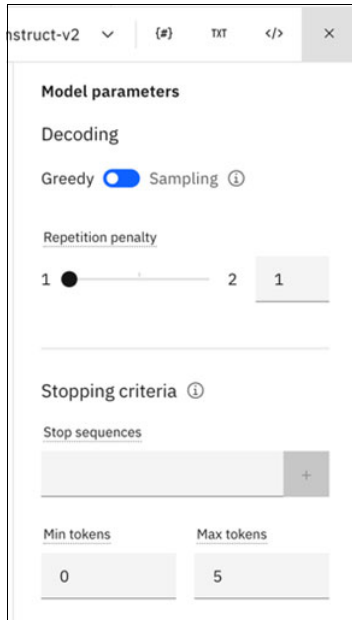 nstruct-v2 {#} TXT </>
Model parameters
Decoding
Greedy Sampling
Repetition penalty
1 2 1
Stopping criteria
Stop sequences
+
Min tokens Max tokens
0 5